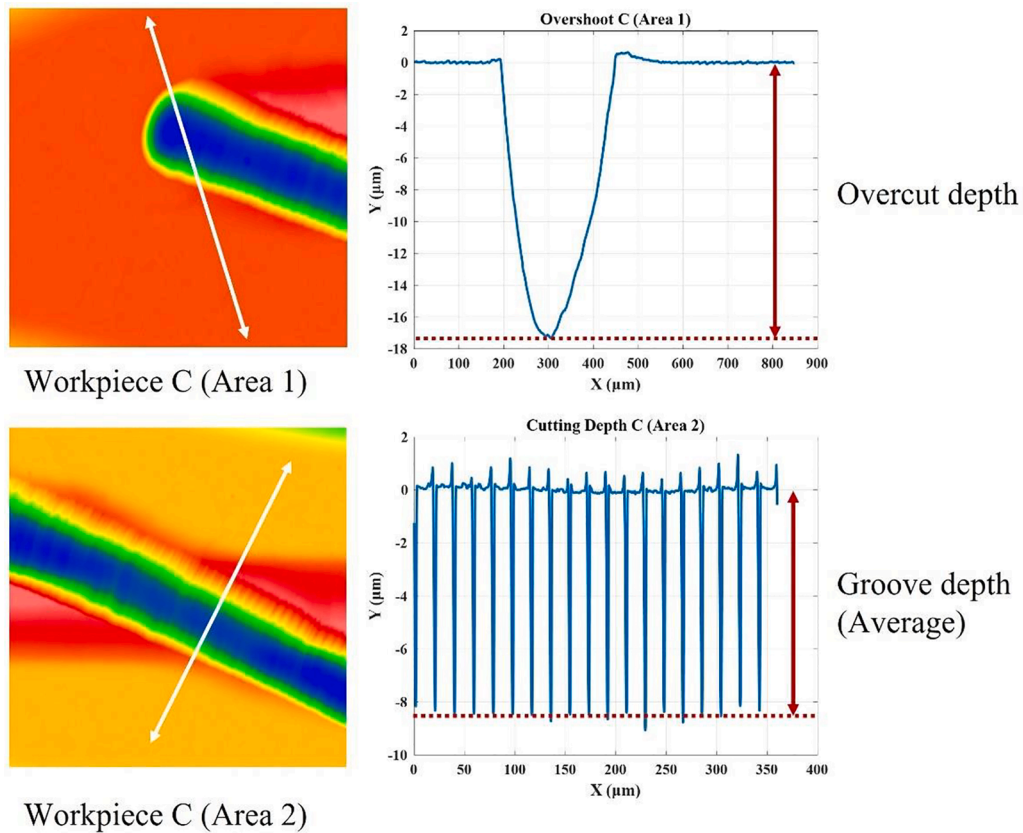 Overshoot C (Area 1)
2
0
-2
-4
-6
-8
-10
-12
-14
-16
-18
Y (μm)
0 100 200 300 400 500 600 700 800 900
X (μm)
Overcut depth
Workpiece C (Area 1)
Cutting Depth C (Area 2)
2
0
-2
-4
-6
-8
-10
Y (μm)
0 50 100 150 200 250 300 350 400
X (μm)
Groove depth
(Average)
Workpiece C (Area 2)